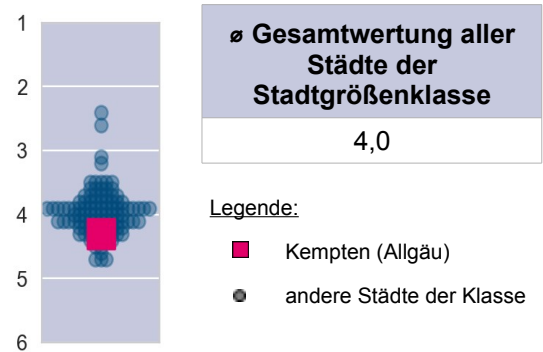 1
2
3
4
5
6
ø Gesamtwertung aller
Städte der
Stadtgrößenklasse
4,0
Legende:
Kempten (Allgäu)
andere Städte der Klasse